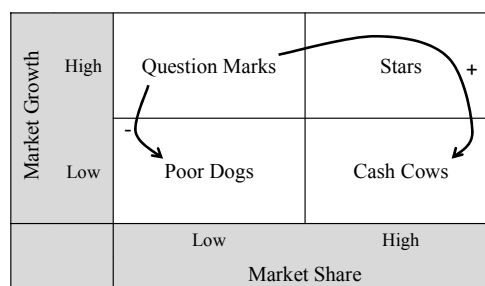 Market Growth
High
Question Marks
Stars
+
-
Low
Poor Dogs
Cash Cows
Low
High
Market Share